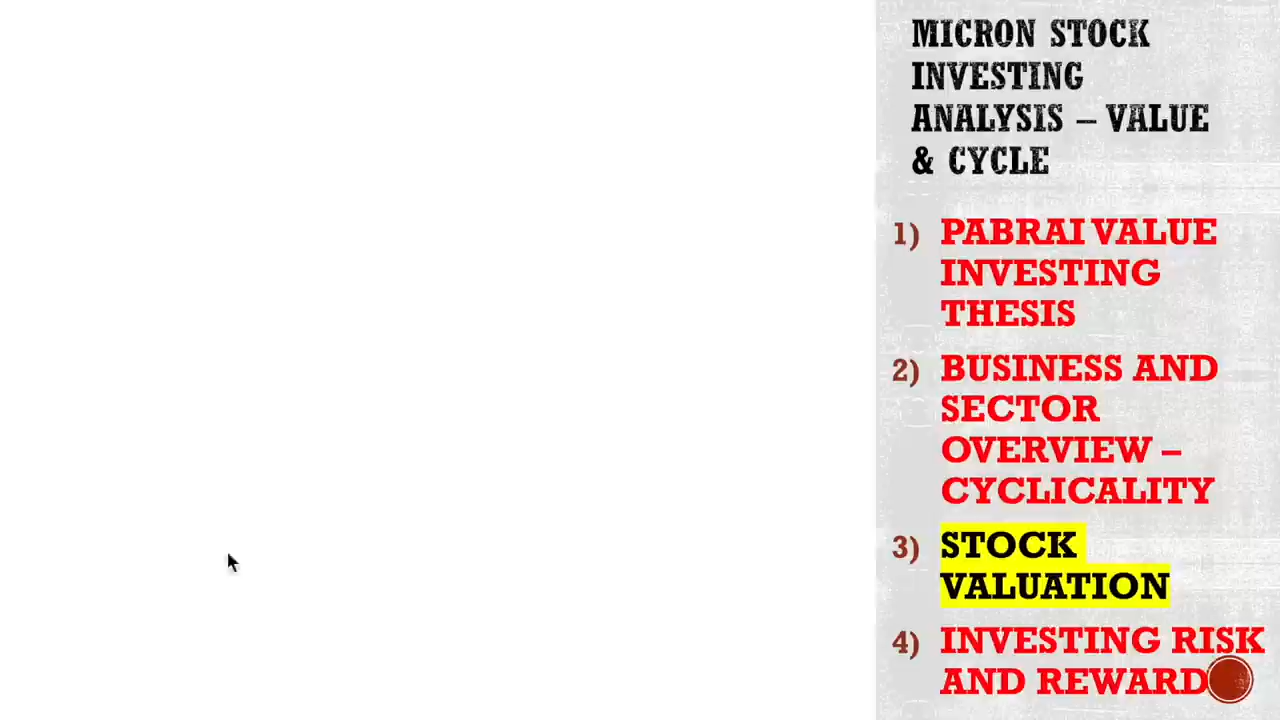 MICRON STOCK
INVESTING
ANALYSIS – VALUE
& CYCLE
1) PABRAI VALUE
INVESTING
THESIS
2) BUSINESS AND
SECTOR
OVERVIEW –
CYCLICALITY
3) STOCK
VALUATION
4) INVESTING RISK
AND REWARD